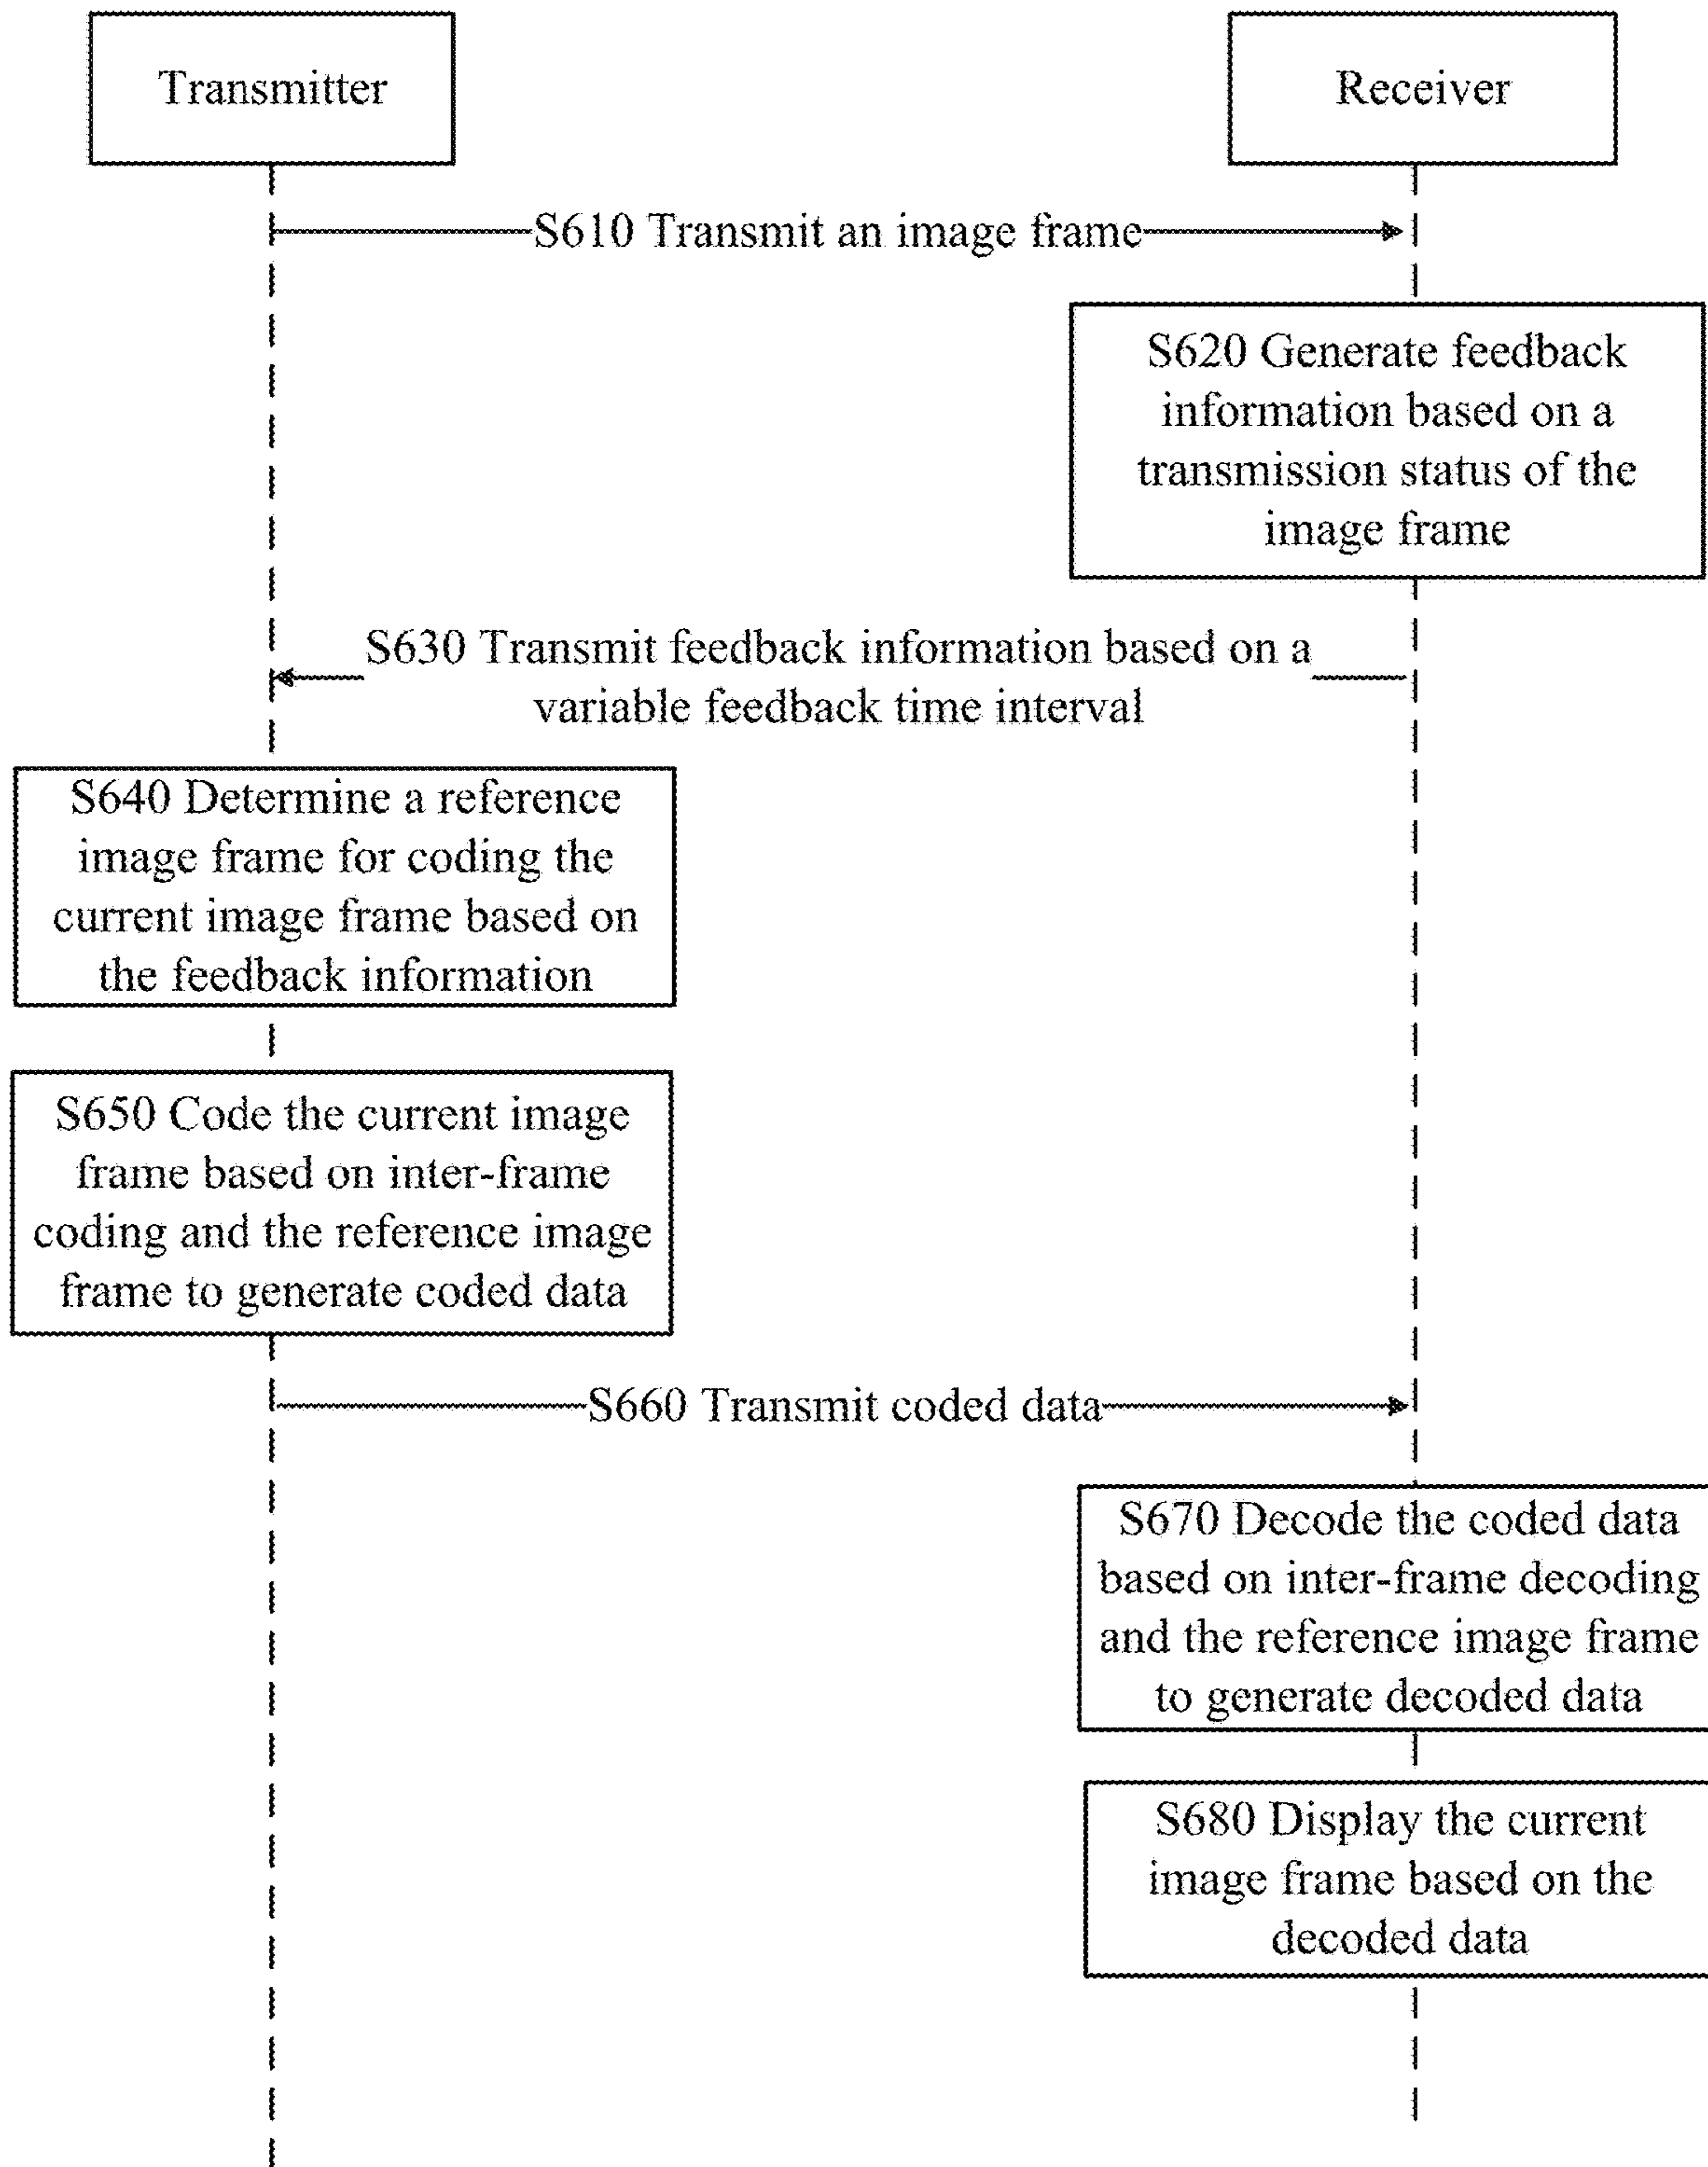 Transmitter
Receiver
S610 Transmit an image frame
S620 Generate feedback
information based on a
transmission status of the
image frame
S630 Transmit feedback information based on a
variable feedback time interval
S640 Determine a reference
image frame for coding the
current image frame based on
the feedback information
S650 Code the current image
frame based on inter-frame
coding and the reference image
frame to generate coded data
S660 Transmit coded data
S670 Decode the coded data
based on inter-frame decoding
and the reference image frame
to generate decoded data
S680 Display the current
image frame based on the
decoded data